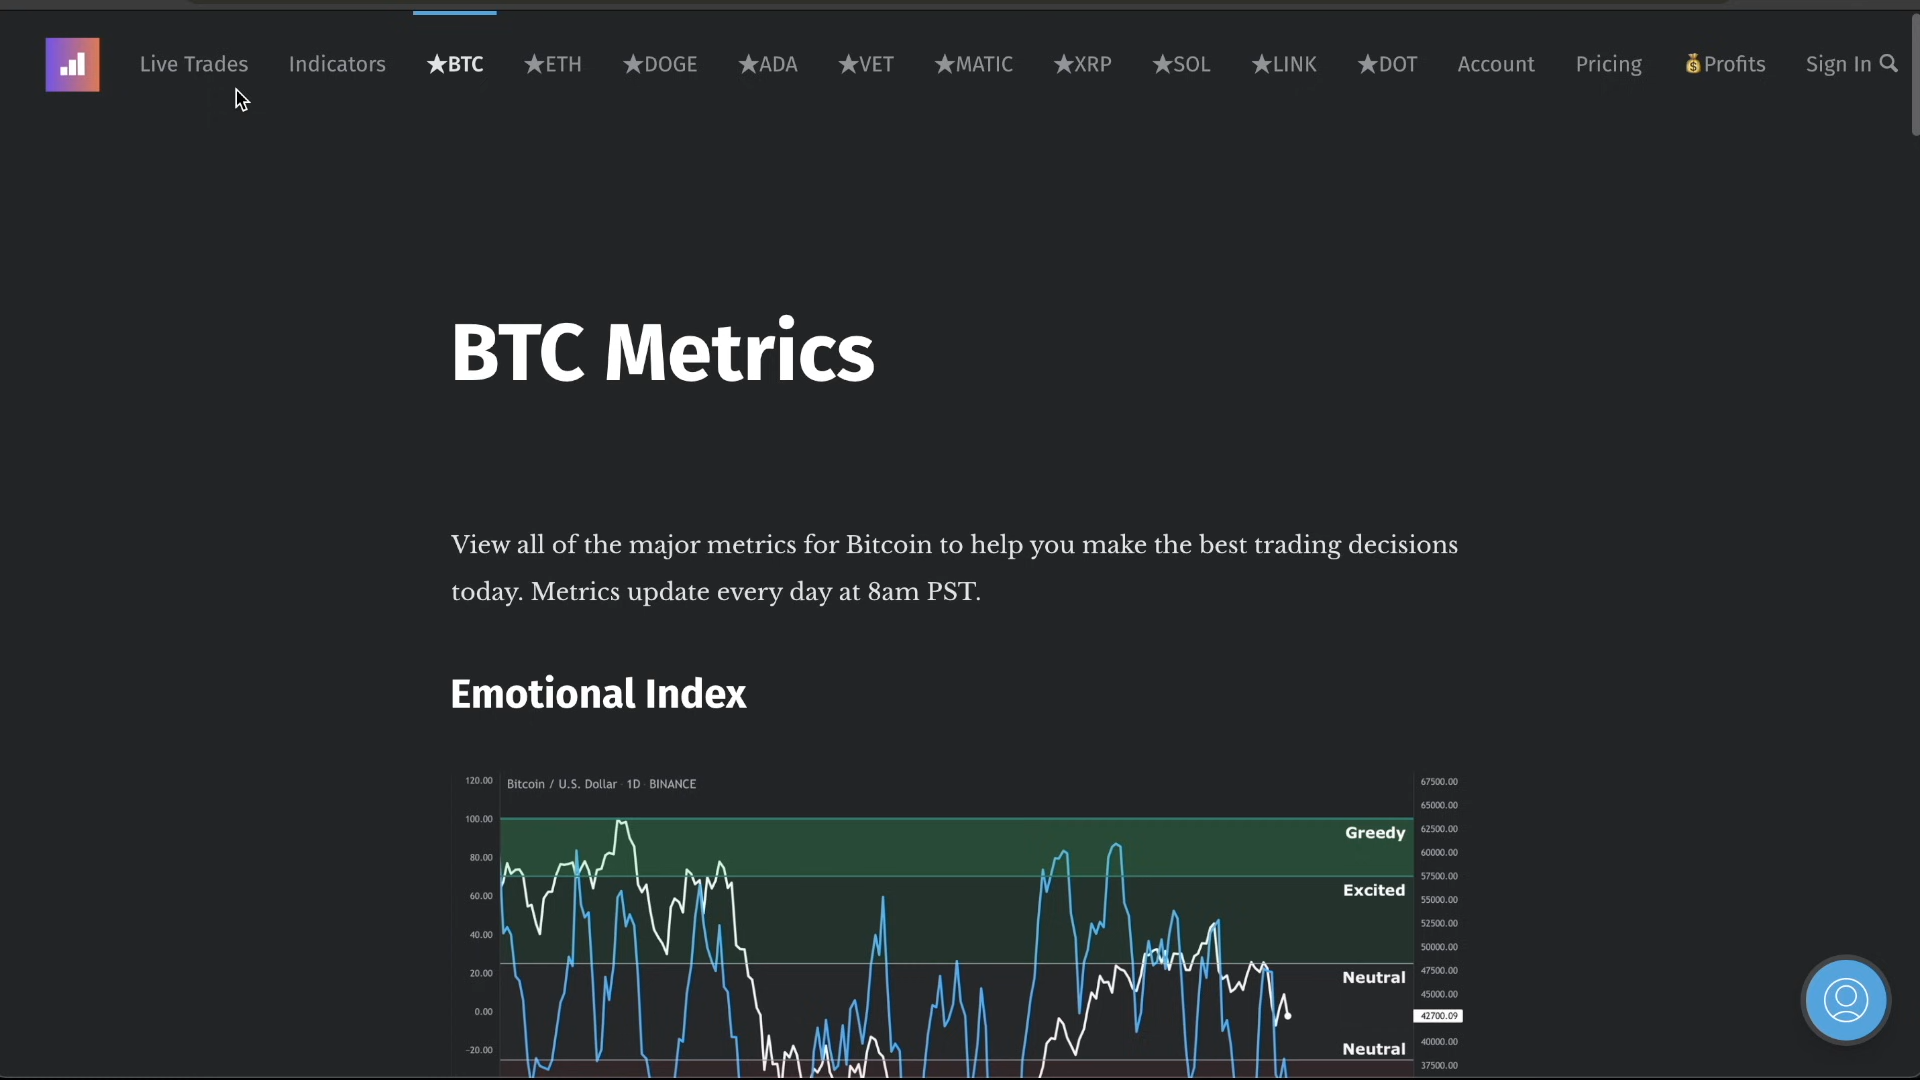 Live Trades Indicators ★BTC ★ETH ★DOGE ★ADA ★VET ★MATIC ★XRP ★SOL ★LINK ★DOT Account Pricing 💰Profits Sign In
BTC Metrics
View all of the major metrics for Bitcoin to help you make the best trading decisions
today. Metrics update every day at 8am PST.
Emotional Index
Bitcoin / U.S. Dollar · 1D · BINANCE
120.00
100.00
80.00
60.00
40.00
20.00
0.00
-20.00
Greedy
Excited
Neutral
Neutral
67500.00
65000.00
62500.00
60000.00
57500.00
55000.00
52500.00
50000.00
47500.00
45000.00
42700.09
40000.00
37500.00